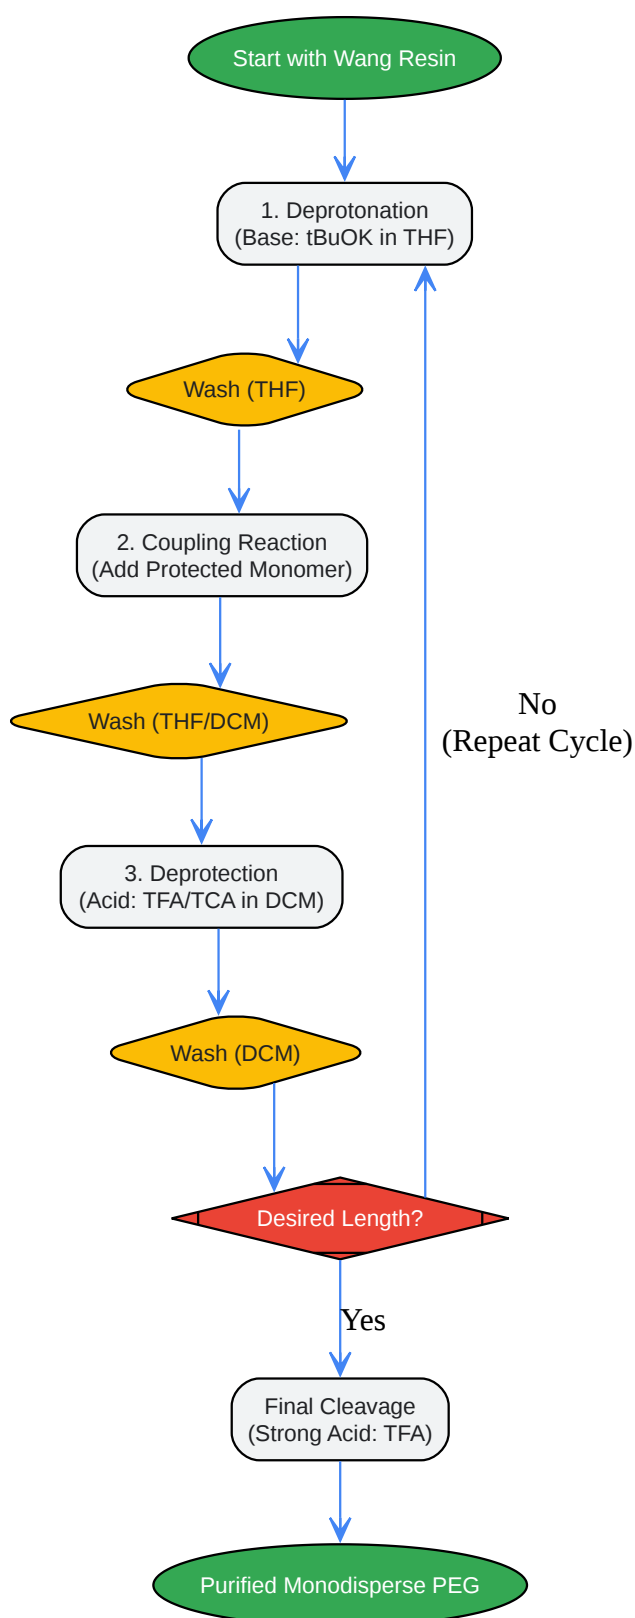 Start with Wang Resin
1. Deprotonation
(Base: tBuOK in THF)
Wash (THF)
2. Coupling Reaction
(Add Protected Monomer)
Wash (THF/DCM)
No
(Repeat Cycle)
3. Deprotection
(Acid: TFA/TCA in DCM)
Wash (DCM)
Desired Length?
Yes
Final Cleavage
(Strong Acid: TFA)
Purified Monodisperse PEG